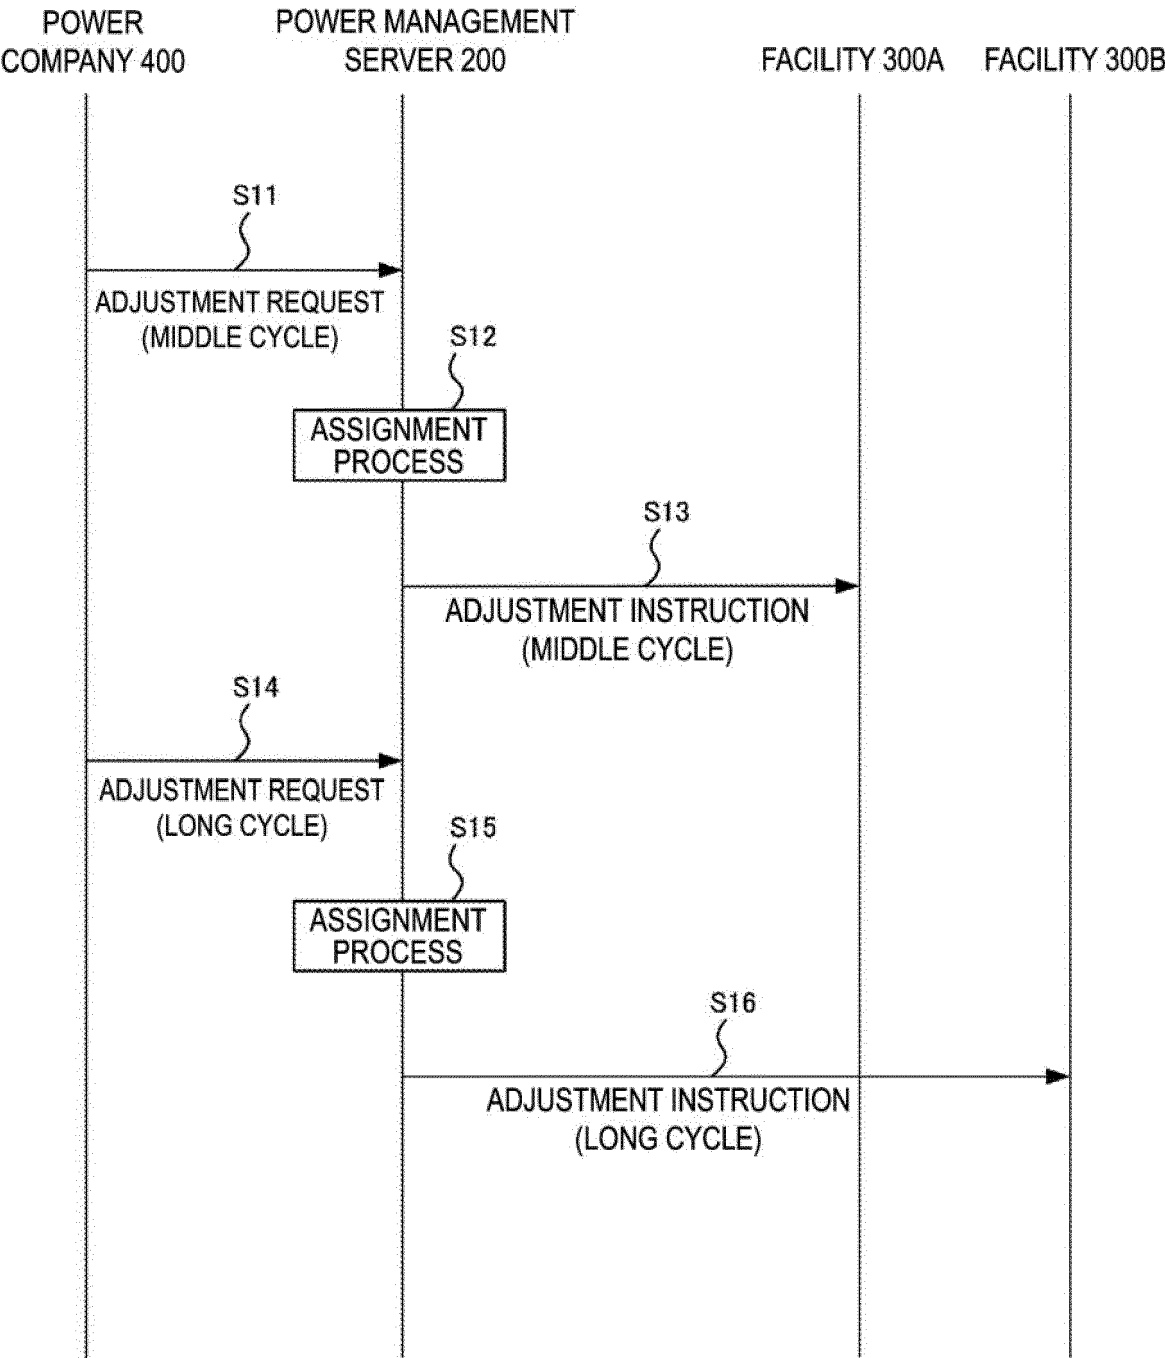 POWER
COMPANY 400
POWER MANAGEMENT
SERVER 200
FACILITY 300A
FACILITY 300B
S11
ADJUSTMENT REQUEST
(MIDDLE CYCLE)
S12
ASSIGNMENT
PROCESS
S13
ADJUSTMENT INSTRUCTION
(MIDDLE CYCLE)
S14
ADJUSTMENT REQUEST
(LONG CYCLE)
S15
ASSIGNMENT
PROCESS
S16
ADJUSTMENT INSTRUCTION
(LONG CYCLE)